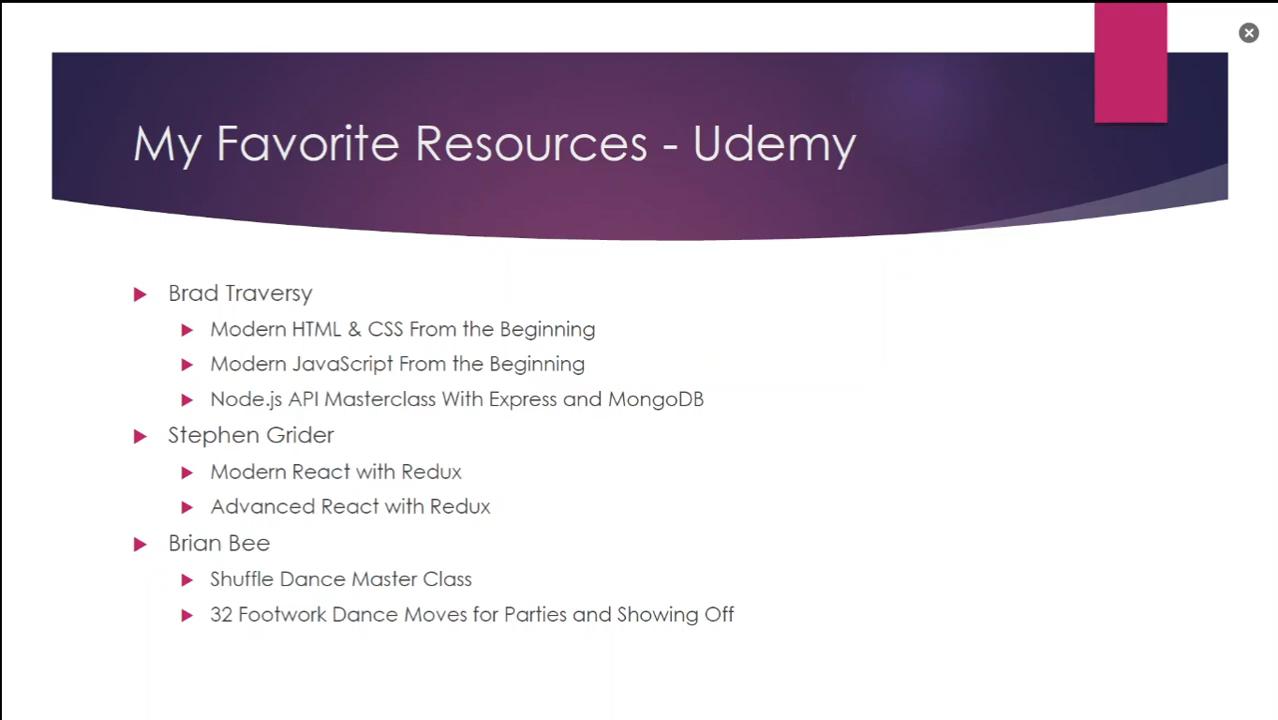 My Favorite Resources - Udemy
Brad Traversy
Modern HTML & CSS From the Beginning
Modern JavaScript From the Beginning
Node.js API Masterclass With Express and MongoDB
Stephen Grider
Modern React with Redux
Advanced React with Redux
Brian Bee
Shuffle Dance Master Class
32 Footwork Dance Moves for Parties and Showing Off